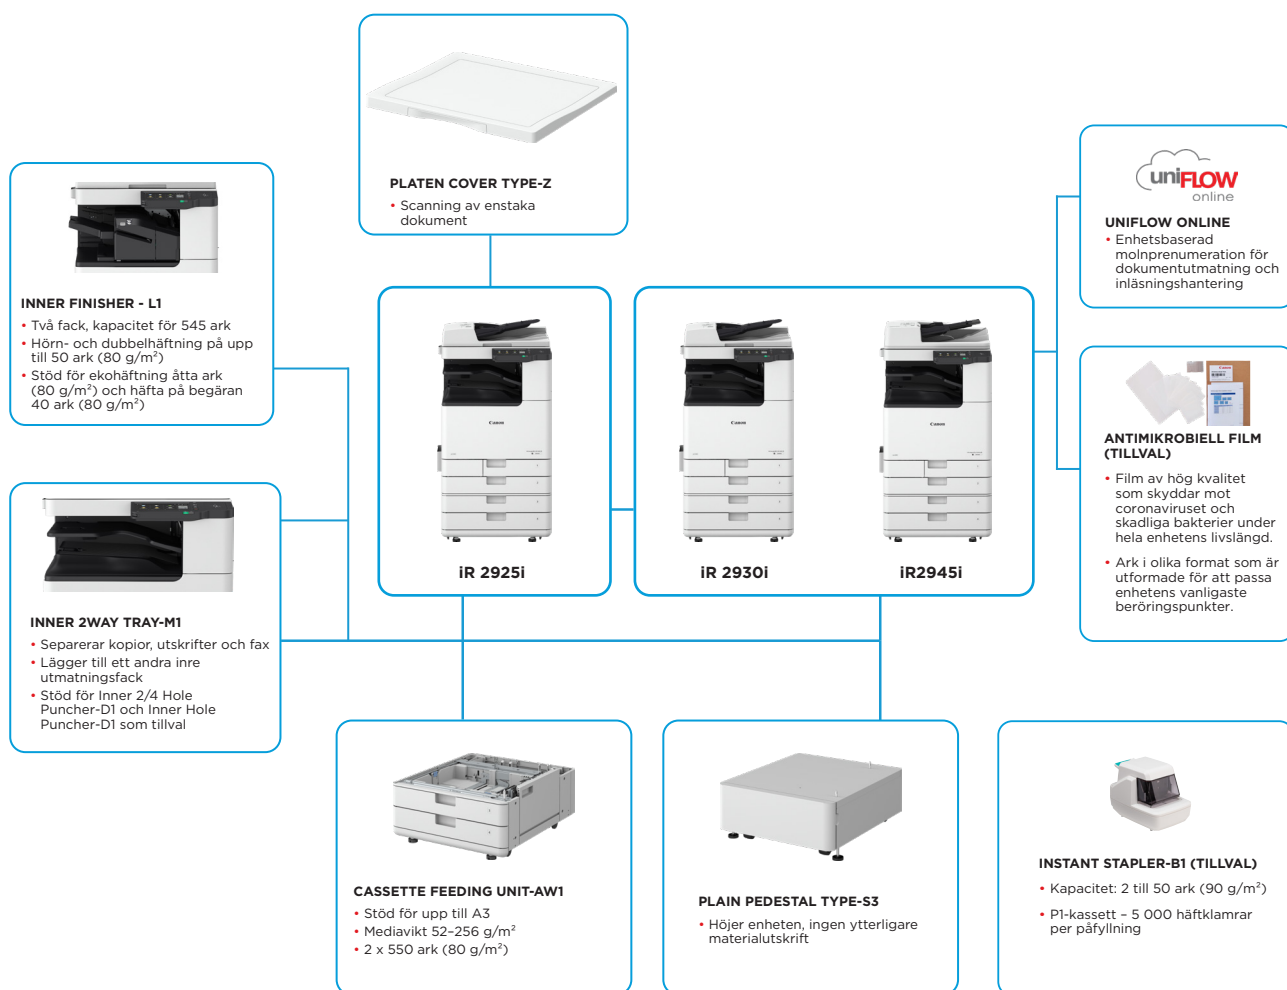 PLATEN COVER TYPE-Z
• Scanning av enstaka
dokument
INNER FINISHER - L1
• Två fack, kapacitet för 545 ark
• Hörn- och dubbelhäftning på upp
till 50 ark (80 g/m²)
• Stöd för ekohäftning åtta ark
(80 g/m²) och häfta på begäran
40 ark (80 g/m²)
INNER 2WAY TRAY-M1
• Separerar kopior, utskrifter och fax
• Lägger till ett andra inre
utmatningsfack
• Stöd för Inner 2/4 Hole
Puncher-D1 och Inner Hole
Puncher-D1 som tillval
Canon
iR 2925i
Canon
iR 2930i
Canon
iR2945i
uniFLOW
online
UNIFLOW ONLINE
• Enhetsbaserad
molnprenumeration för
dokumentutmatning och
inläsningshantering
ANTIMIKROBIELL FILM
(TILLVAL)
• Film av hög kvalitet
som skyddar mot
coronaviruset och
skadliga bakterier under
hela enhetens livslängd.
• Ark i olika format som är
utformade för att passa
enhetens vanligaste
beröringspunkter.
CASSETTE FEEDING UNIT-AW1
• Stöd för upp till A3
• Mediavikt 52–256 g/m²
• 2 x 550 ark (80 g/m²)
PLAIN PEDESTAL TYPE-S3
• Höjer enheten, ingen ytterligare
materialutskrift
INSTANT STAPLER-B1 (TILLVAL)
• Kapacitet: 2 till 50 ark (90 g/m²)
• P1-kassett – 5 000 häftklamrar
per påfyllning